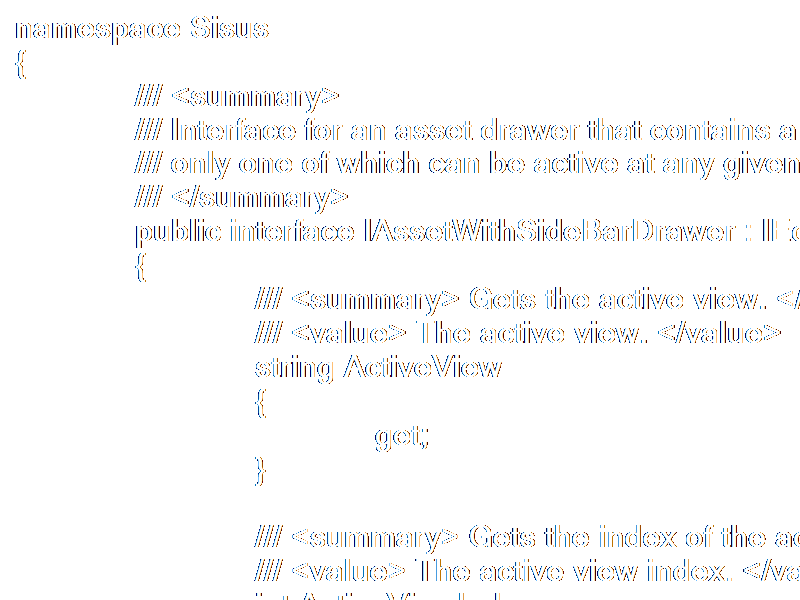 namespace Sisus
{
/// <summary>
/// Interface for an asset drawer that contains a
/// only one of which can be active at any given
/// </summary>
public interface IAssetWithSideBarDrawer : IEd
{
/// <summary> Gets the active view. </
/// <value> The active view. </value>
string ActiveView
{
get;
}
/// <summary> Gets the index of the ac
/// <value> The active view index. </va